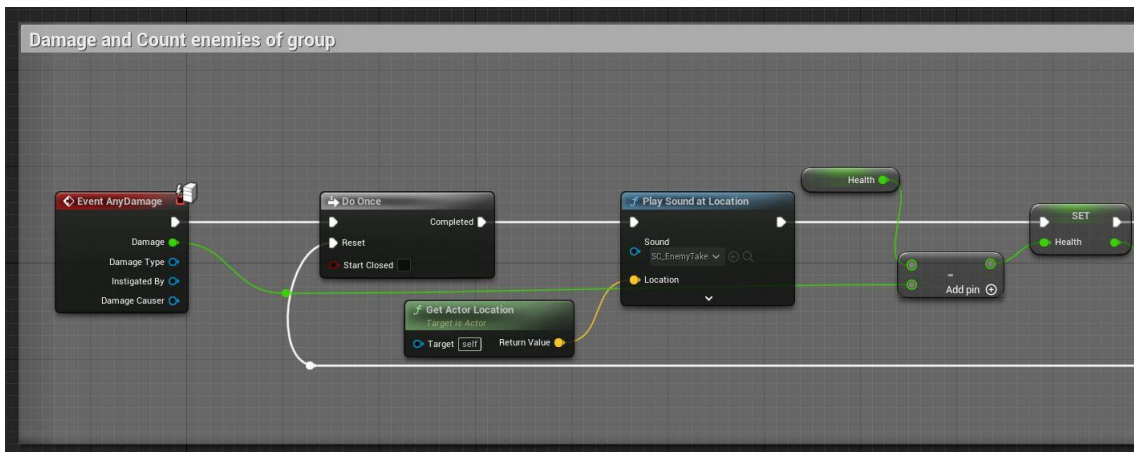 Damage and Count enemies of group
Event AnyDamage
Damage
Damage Type
Instigated By
Damage Causer
Do Once
Completed
Reset
Start Closed
Get Actor Location
Target is Actor
Target self
Return Value
Play Sound at Location
Sound
SC_EnemyTake
Location
Health
-
Add pin
SET
Health